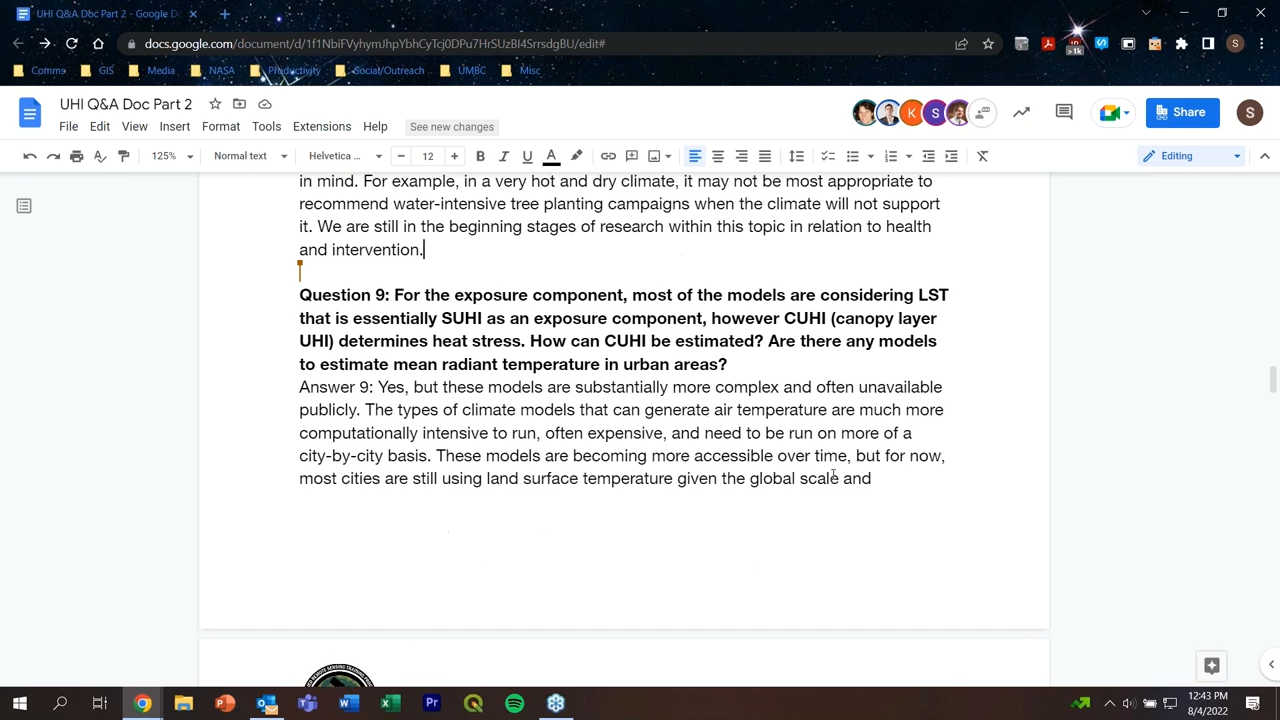 UHI Q&A Doc Part 2 - Google Do
docs.google.com/document/d/1f1NbiFVyhymJhpYbhCyTcj0DPu7HrSUzBl4SrrsdgBU/edit#
>1k
S
Comms GIS Media NASA Productivity Social/Outreach UMBC Misc
UHI Q&A Doc Part 2
K S
Share
S
File Edit View Insert Format Tools Extensions Help See new changes
125% Normal text Helvetica ... 12 B I U A Editing
in mind. For example, in a very hot and dry climate, it may not be most appropriate to
recommend water-intensive tree planting campaigns when the climate will not support
it. We are still in the beginning stages of research within this topic in relation to health
and intervention.
Question 9: For the exposure component, most of the models are considering LST
that is essentially SUHI as an exposure component, however CUHI (canopy layer
UHI) determines heat stress. How can CUHI be estimated? Are there any models
to estimate mean radiant temperature in urban areas?
Answer 9: Yes, but these models are substantially more complex and often unavailable
publicly. The types of climate models that can generate air temperature are much more
computationally intensive to run, often expensive, and need to be run on more of a
city-by-city basis. These models are becoming more accessible over time, but for now,
most cities are still using land surface temperature given the global scale and
12:43 PM
8/4/2022